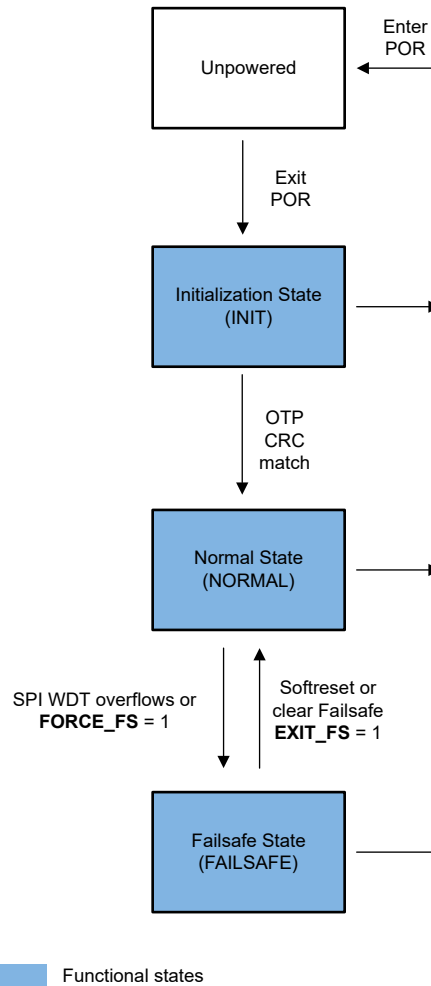 Enter
POR
Unpowered
Exit
POR
Initialization State
(INIT)
OTP
CRC
match
Normal State
(NORMAL)
SPI WDT overflows or
FORCE_FS = 1
Softreset or
clear Failsafe
EXIT_FS = 1
Failsafe State
(FAILSAFE)
Functional states